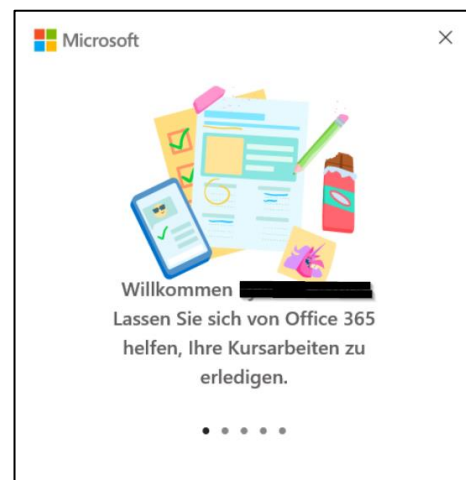 Microsoft
Willkommen
Lassen Sie sich von Office 365
helfen, Ihre Kursarbeiten zu
erledigen.